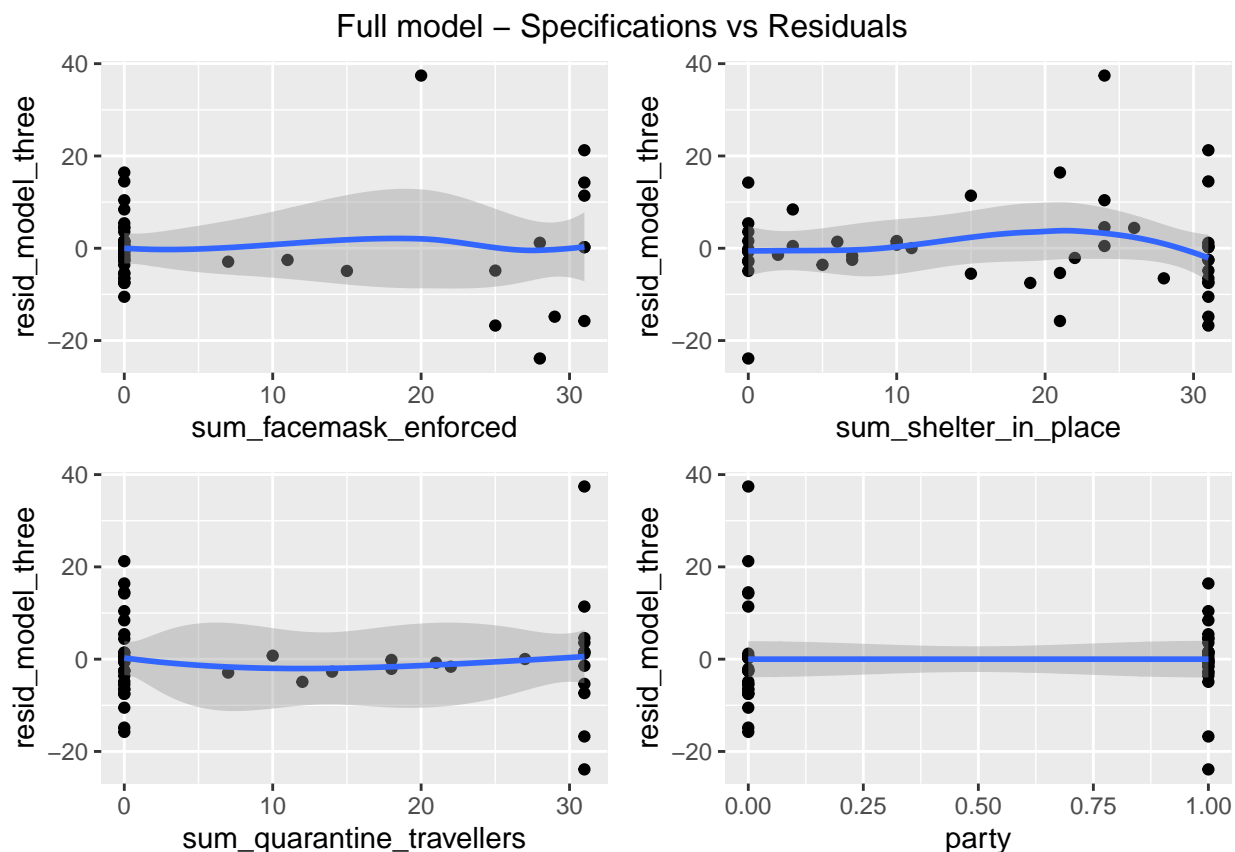 Full model – Specifications vs Residuals
40
20
0
−20
resid_model_three
0 10 20 30
sum_facemask_enforced
40
20
0
−20
resid_model_three
0 10 20 30
sum_shelter_in_place
40
20
0
−20
resid_model_three
0 10 20 30
sum_quarantine_travellers
40
20
0
−20
resid_model_three
0.00 0.25 0.50 0.75 1.00
party